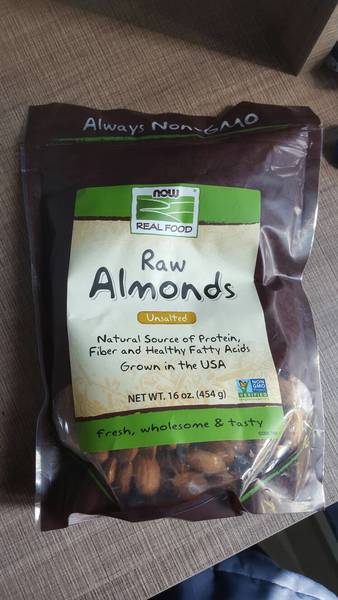 Always Non-GMO
NOW
REAL FOOD
Raw
Almonds
Unsalted
Natural Source of Protein,
Fiber and Healthy Fatty Acids
Grown in the USA
NET WT. 16 oz. (454 g)
NON
GMO
VERIFIED
fresh, wholesome & tasty